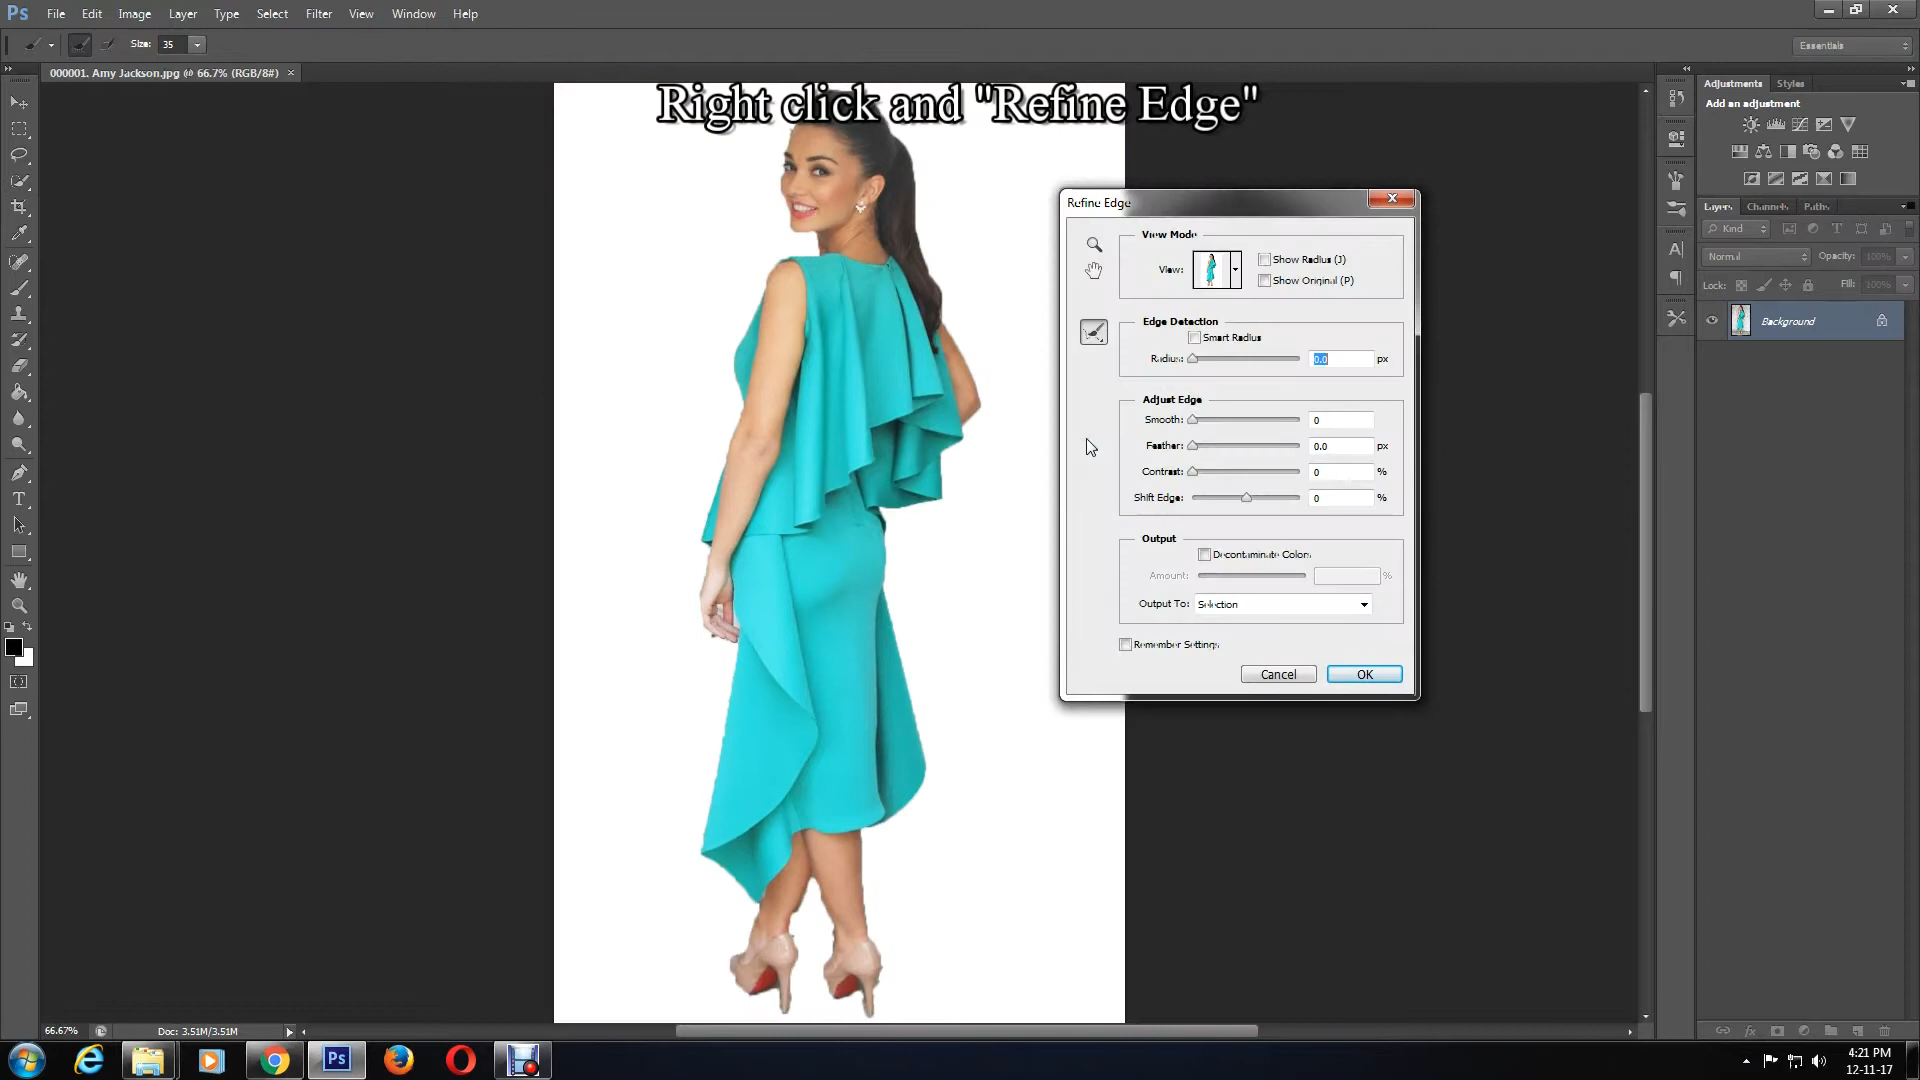 Ps File Edit Image Layer Type Select Filter View Window Help
Size: 35
Essentials
000001. Amy Jackson.jpg @ 66.7% (RGB/8#) ×
Right click and "Refine Edge"
Adjustments Styles
Add an adjustment
Layers Channels Paths
Kind
Normal Opacity: 100%
Lock: Fill: 100%
Background
Refine Edge
View Mode
View: Show Radius (J)
Show Original (P)
Edge Detection
Smart Radius
Radius: 0.0 px
Adjust Edge
Smooth: 0
Feather: 0.0 px
Contrast: 0 %
Shift Edge: 0 %
Output
Decontaminate Colors
Amount: %
Output To: Selection
Remember Settings
Cancel OK
66.67% Doc: 3.51M/3.51M
Ps
4:21 PM
12-11-17